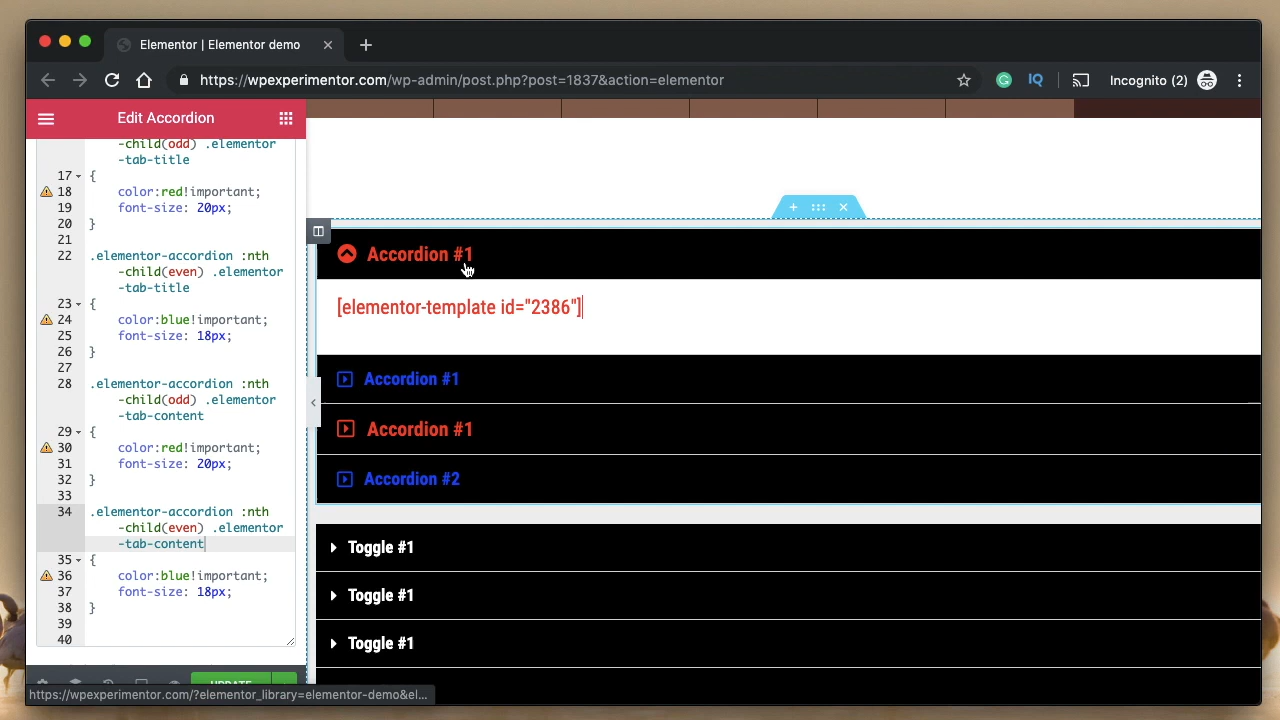 Elementor | Elementor demo
https://wpexperimentor.com/wp-admin/post.php?post=1837&action=elementor
IQ
Incognito (2)
Edit Accordion
-child(odd) .elementor
-tab-title
17 {
18 color:red!important;
19 font-size: 20px;
20 }
21
22 .elementor-accordion :nth
-child(even) .elementor
-tab-title
23 {
24 color:blue!important;
25 font-size: 18px;
26 }
27
28 .elementor-accordion :nth
-child(odd) .elementor
-tab-content
29 {
30 color:red!important;
31 font-size: 20px;
32 }
33
34 .elementor-accordion :nth
-child(even) .elementor
-tab-content
35 {
36 color:blue!important;
37 font-size: 18px;
38 }
39
40
UPDATE
https://wpexperimentor.com/?elementor_library=elementor-demo&el...
Accordion #1
[elementor-template id="2386"]
Accordion #1
Accordion #1
Accordion #2
Toggle #1
Toggle #1
Toggle #1